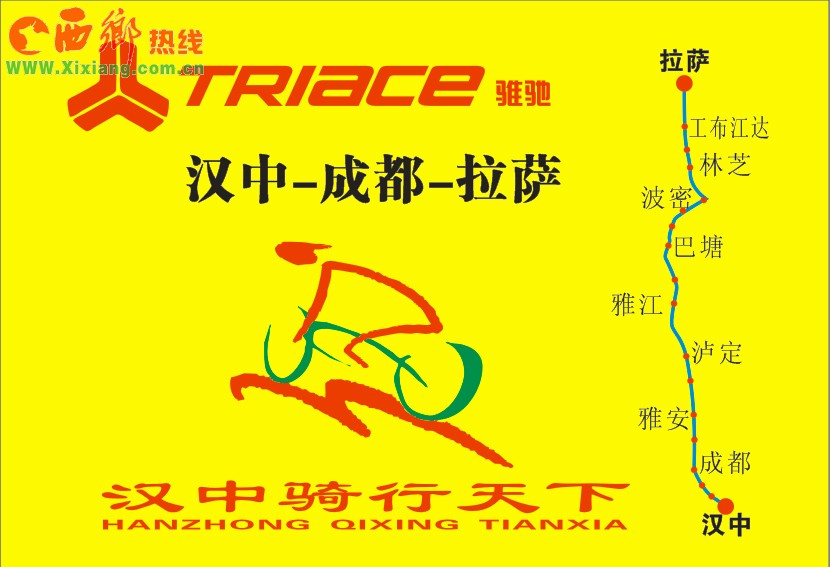 西鄉热线
www.Xixiang.com.cn
TRIACE 骓驰
汉中-成都-拉萨
拉萨
工布江达
林芝
波密
巴塘
雅江
泸定
雅安
成都
汉中
汉中骑行天下
HANZHONG QIXING TIANXIA